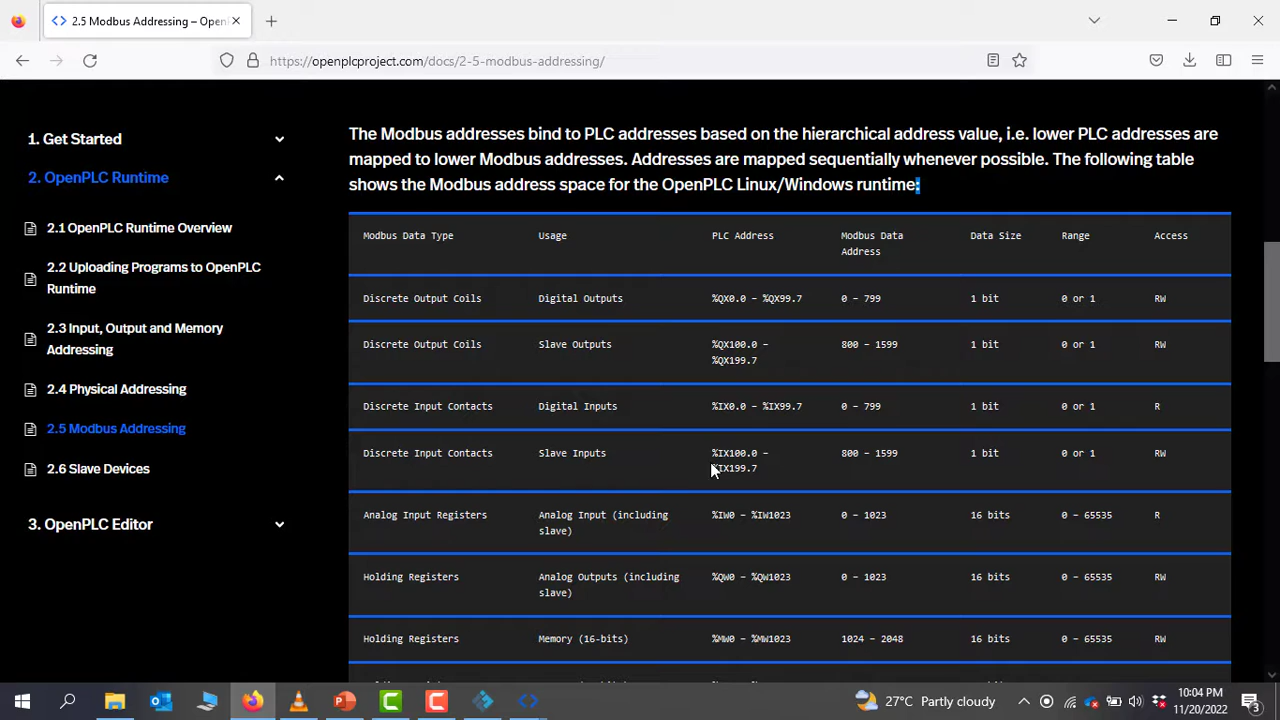 2.5 Modbus Addressing – Open
https://openplcproject.com/docs/2-5-modbus-addressing/
1. Get Started
2. OpenPLC Runtime
2.1 OpenPLC Runtime Overview
2.2 Uploading Programs to OpenPLC
Runtime
2.3 Input, Output and Memory
Addressing
2.4 Physical Addressing
2.5 Modbus Addressing
2.6 Slave Devices
3. OpenPLC Editor
The Modbus addresses bind to PLC addresses based on the hierarchical address value, i.e. lower PLC addresses are
mapped to lower Modbus addresses. Addresses are mapped sequentially whenever possible. The following table
shows the Modbus address space for the OpenPLC Linux/Windows runtime:
Modbus Data Type Usage PLC Address Modbus Data Data Size Range Access
Address
Discrete Output Coils Digital Outputs %QX0.0 – %QX99.7 0 – 799 1 bit 0 or 1 RW
Discrete Output Coils Slave Outputs %QX100.0 – 800 – 1599 1 bit 0 or 1 RW
%QX199.7
Discrete Input Contacts Digital Inputs %IX0.0 – %IX99.7 0 – 799 1 bit 0 or 1 R
Discrete Input Contacts Slave Inputs %IX100.0 – 800 – 1599 1 bit 0 or 1 RW
%IX199.7
Analog Input Registers Analog Input (including %IW0 – %IW1023 0 – 1023 16 bits 0 – 65535 R
slave)
Holding Registers Analog Outputs (including %QW0 – %QW1023 0 – 1023 16 bits 0 – 65535 RW
slave)
Holding Registers Memory (16-bits) %MW0 – %MW1023 1024 – 2048 16 bits 0 – 65535 RW
27°C Partly cloudy
10:04 PM
11/20/2022
3